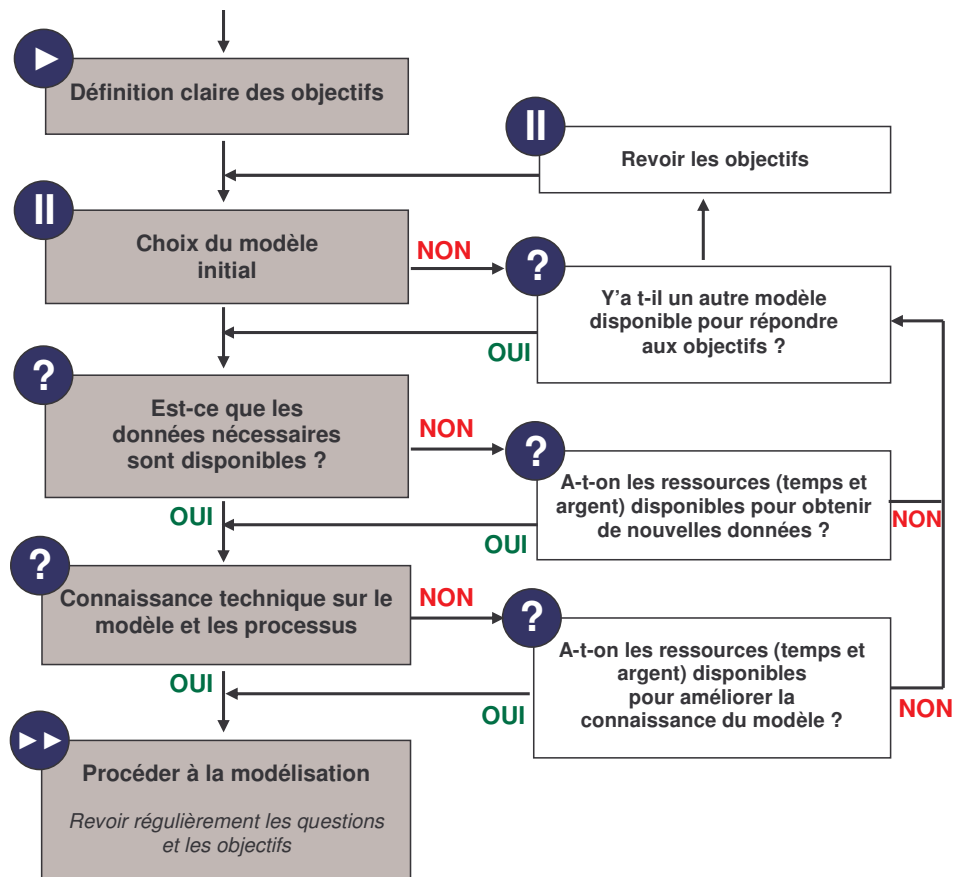 Définition claire des objectifs
Revoir les objectifs
Choix du modèle
initial
NON
Y'a t-il un autre modèle
disponible pour répondre
aux objectifs ?
OUI
Est-ce que les
données nécessaires
sont disponibles ?
NON
A-t-on les ressources (temps et
argent) disponibles pour obtenir
de nouvelles données ?
NON
OUI
OUI
Connaissance technique sur le
modèle et les processus
NON
A-t-on les ressources (temps et
argent) disponibles
pour améliorer la
connaissance du modèle ?
NON
OUI
OUI
Procéder à la modélisation
Revoir régulièrement les questions
et les objectifs